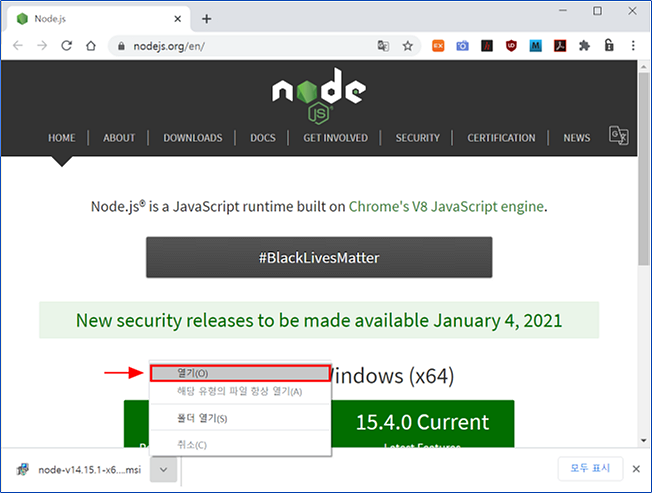 Node.js
nodejs.org/en/
node
JS
HOME
ABOUT
DOWNLOADS
DOCS
GET INVOLVED
SECURITY
CERTIFICATION
NEWS
Node.js® is a JavaScript runtime built on Chrome's V8 JavaScript engine.
#BlackLivesMatter
New security releases to be made available January 4, 2021
Windows (x64)
열기(O)
해당 유형의 파일 항상 열기(A)
폴더 열기(S)
취소(C)
15.4.0 Current
Latest Features
node-v14.15.1-x6....msi
모두 표시